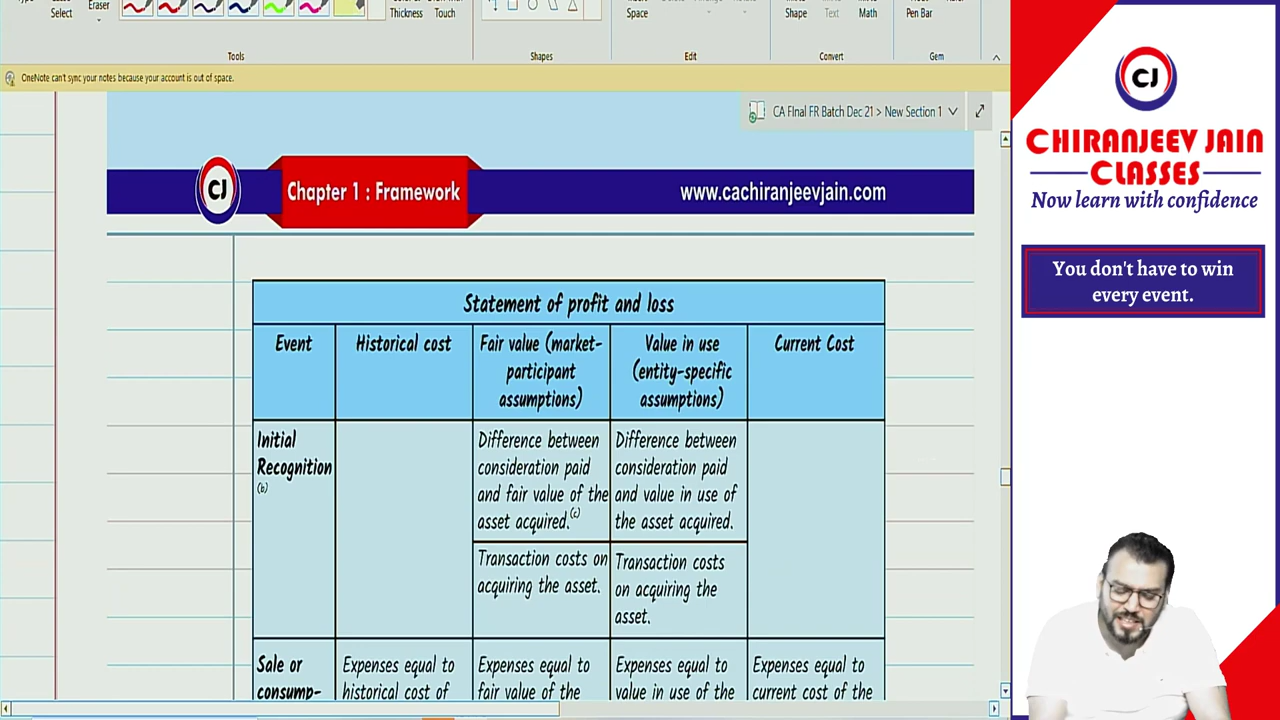 Select
Eraser
Thickness
Touch
Space
Shape
Text
Math
Pen Bar
Tools
Shapes
Edit
Convert
Gem
OneNote can't sync your notes because your account is out of space.
CA FInal FR Batch Dec 21 > New Section 1
CJ
Chapter 1 : Framework
www.cachiranjeevjain.com
Statement of profit and loss
Event
Historical cost
Fair value (market-
participant
assumptions)
Value in use
(entity-specific
assumptions)
Current Cost
Initial
Recognition
(b)
Difference between
consideration paid
and fair value of the
asset acquired.(c)
Difference between
consideration paid
and value in use of
the asset acquired.
Transaction costs on
acquiring the asset.
Transaction costs
on acquiring the
asset.
Sale or
consump-
Expenses equal to
historical cost of
Expenses equal to
fair value of the
Expenses equal to
value in use of the
Expenses equal to
current cost of the
CJ
CHIRANJEEV JAIN
CLASSES
Now learn with confidence
You don't have to win
every event.